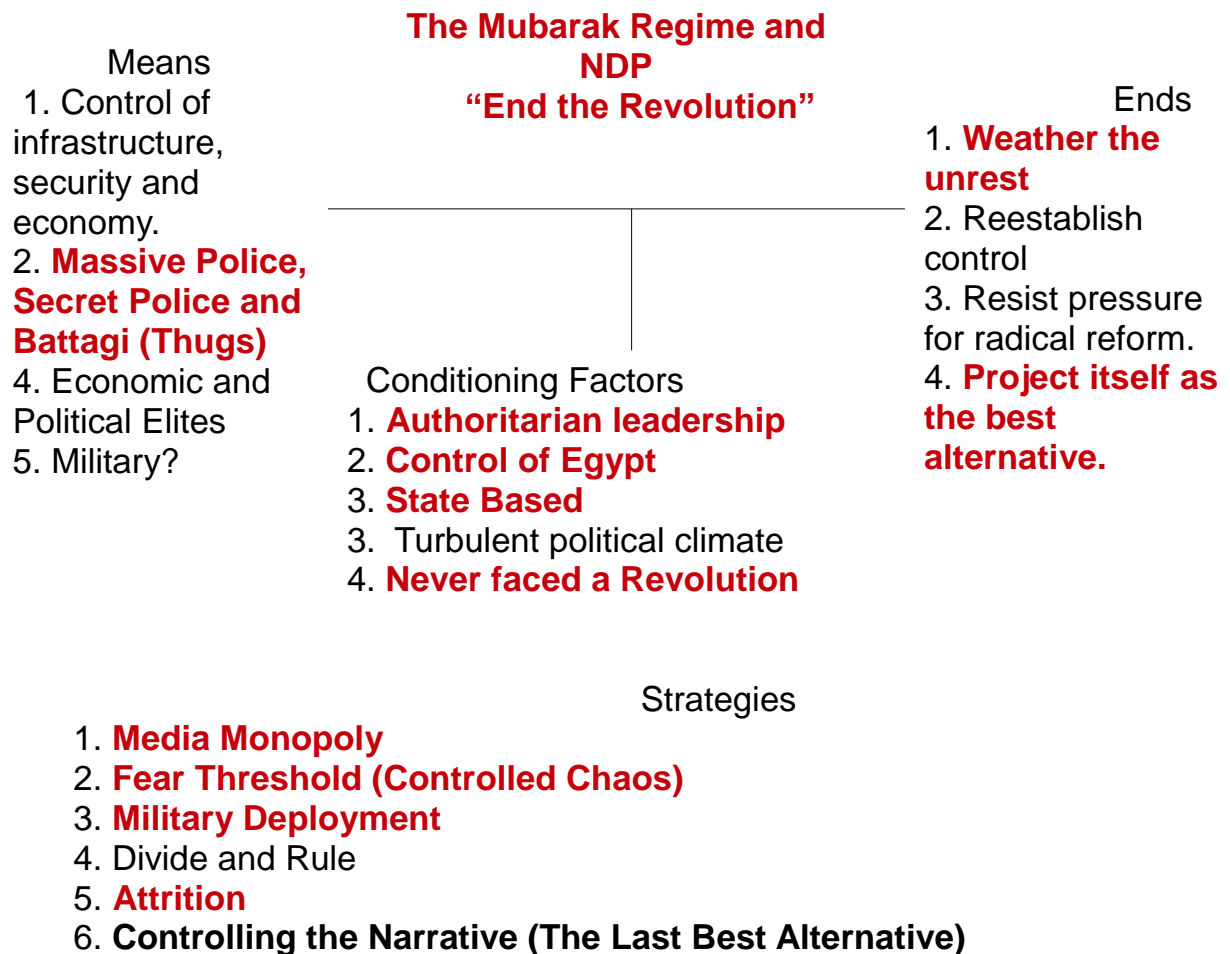 The Mubarak Regime and
NDP
“End the Revolution”
Means
1. Control of
infrastructure,
security and
economy.
2. Massive Police,
Secret Police and
Battagi (Thugs)
4. Economic and
Political Elites
5. Military?
Conditioning Factors
1. Authoritarian leadership
2. Control of Egypt
3. State Based
3. Turbulent political climate
4. Never faced a Revolution
Ends
1. Weather the
unrest
2. Reestablish
control
3. Resist pressure
for radical reform.
4. Project itself as
the best
alternative.
Strategies
1. Media Monopoly
2. Fear Threshold (Controlled Chaos)
3. Military Deployment
4. Divide and Rule
5. Attrition
6. Controlling the Narrative (The Last Best Alternative)